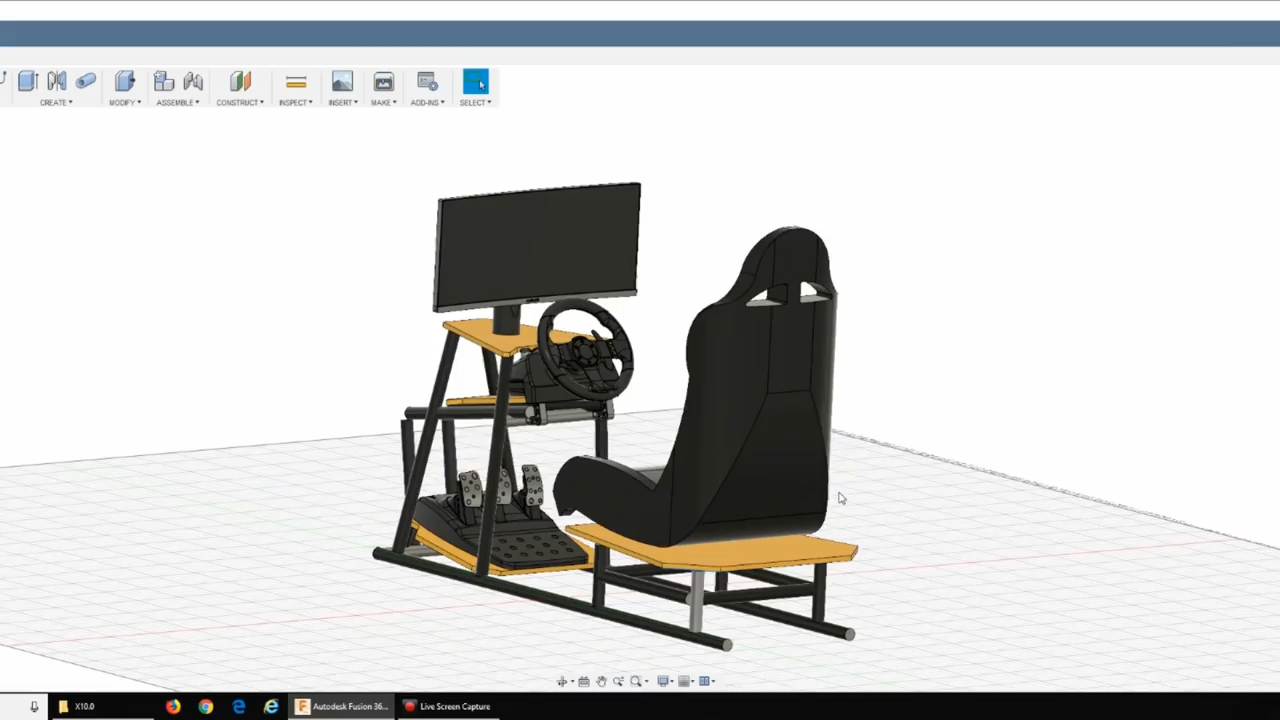 CREATE MODIFY ASSEMBLE CONSTRUCT INSPECT INSERT MAKE ADD-INS SELECT
X10.0 Autodesk Fusion 36... Live Screen Capture